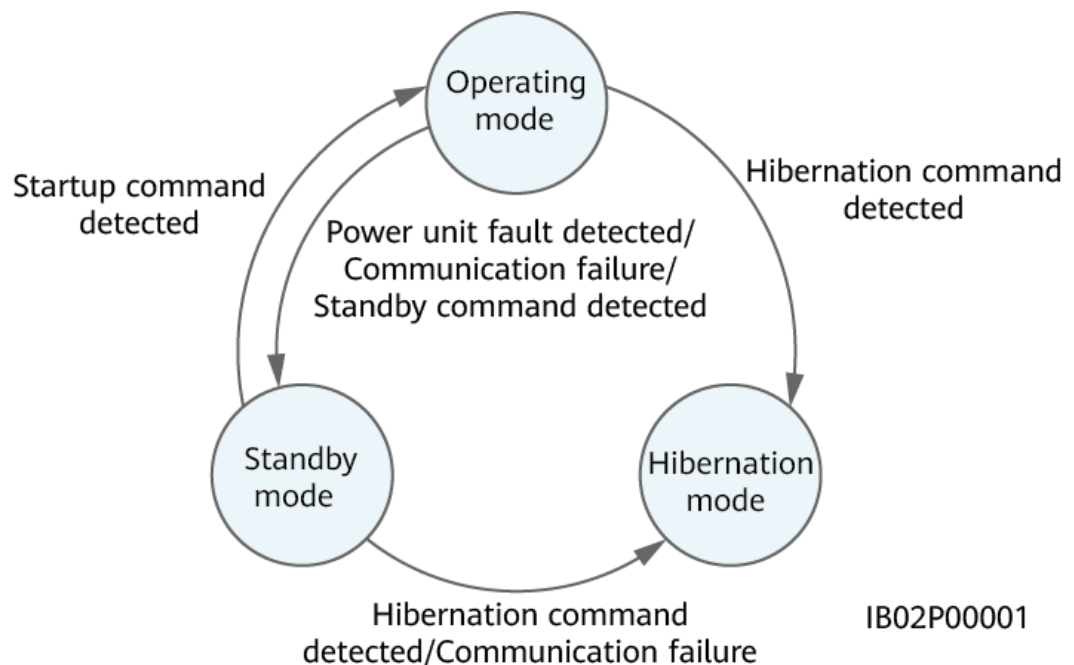 Operating
mode
Startup command
detected
Hibernation command
detected
Power unit fault detected/
Communication failure/
Standby command detected
Standby
mode
Hibernation
mode
Hibernation command
detected/Communication failure
IB02P00001